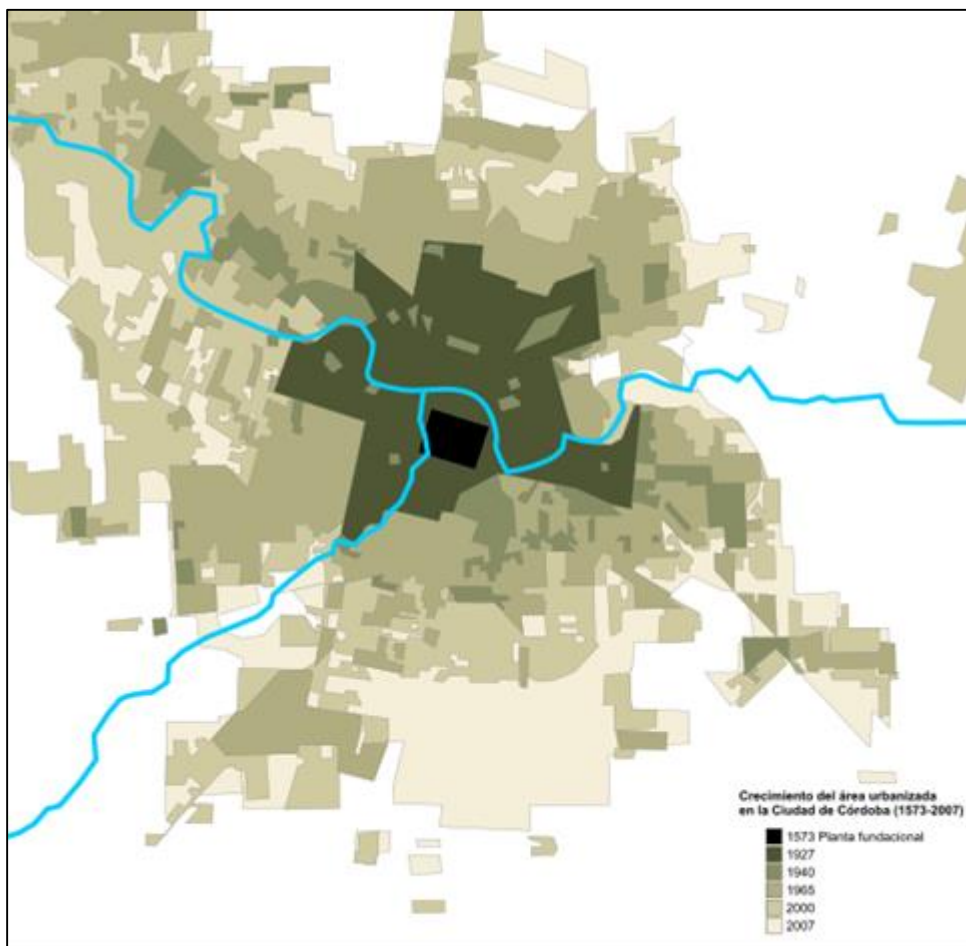 Crecimiento del área urbanizada
en la Ciudad de Córdoba (1573-2007)
1573 Planta fundacional
1927
1940
1965
2000
2007